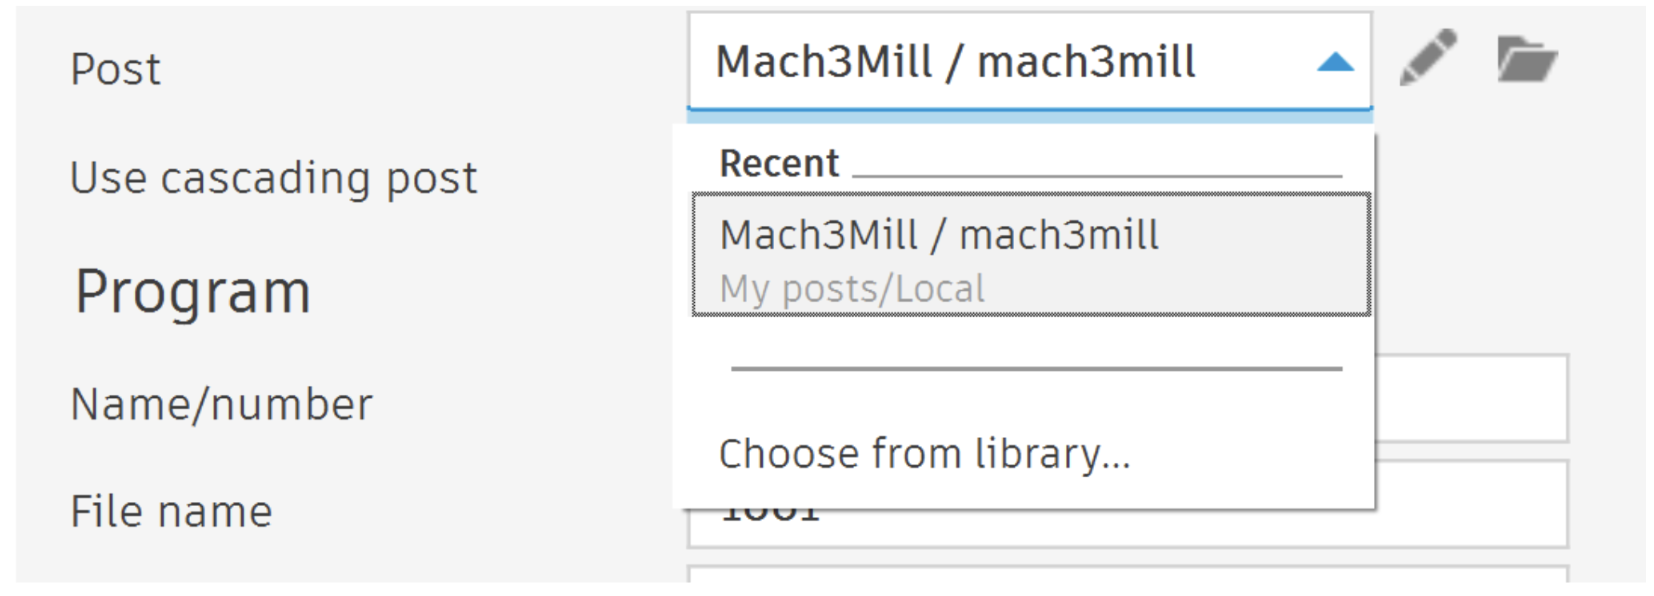 Post
Mach3Mill / mach3mill
Use cascading post
Recent
Mach3Mill / mach3mill
My posts/Local
Program
Name/number
Choose from library...
File name